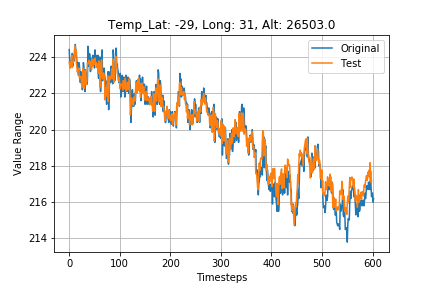 Temp_Lat: -29, Long: 31, Alt: 26503.0
Original
Test
Value Range
224
222
220
218
216
214
0 100 200 300 400 500 600
Timesteps